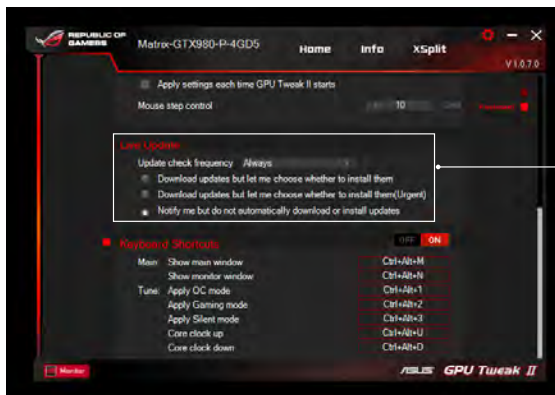 REPUBLIC OF
GAMERS
Matrix-GTX980-P-4GD5
Home Info XSplit
V1.0.7.0
Apply settings each time GPU Tweak II starts
Mouse step control 10
Live Update
Update check frequency Always
Download updates but let me choose whether to install them
Download updates but let me choose whether to install them(Urgent)
Notify me but do not automatically download or install updates
Keyboard Shortcuts OFF ON
Main: Show main window Ctrl+Alt+M
Show monitor window Ctrl+Alt+N
Tune: Apply OC mode Ctrl+Alt+1
Apply Gaming mode Ctrl+Alt+2
Apply Silent mode Ctrl+Alt+3
Core clock up Ctrl+Alt+U
Core clock down Ctrl+Alt+D
Monitor
ASUS GPU Tweak II